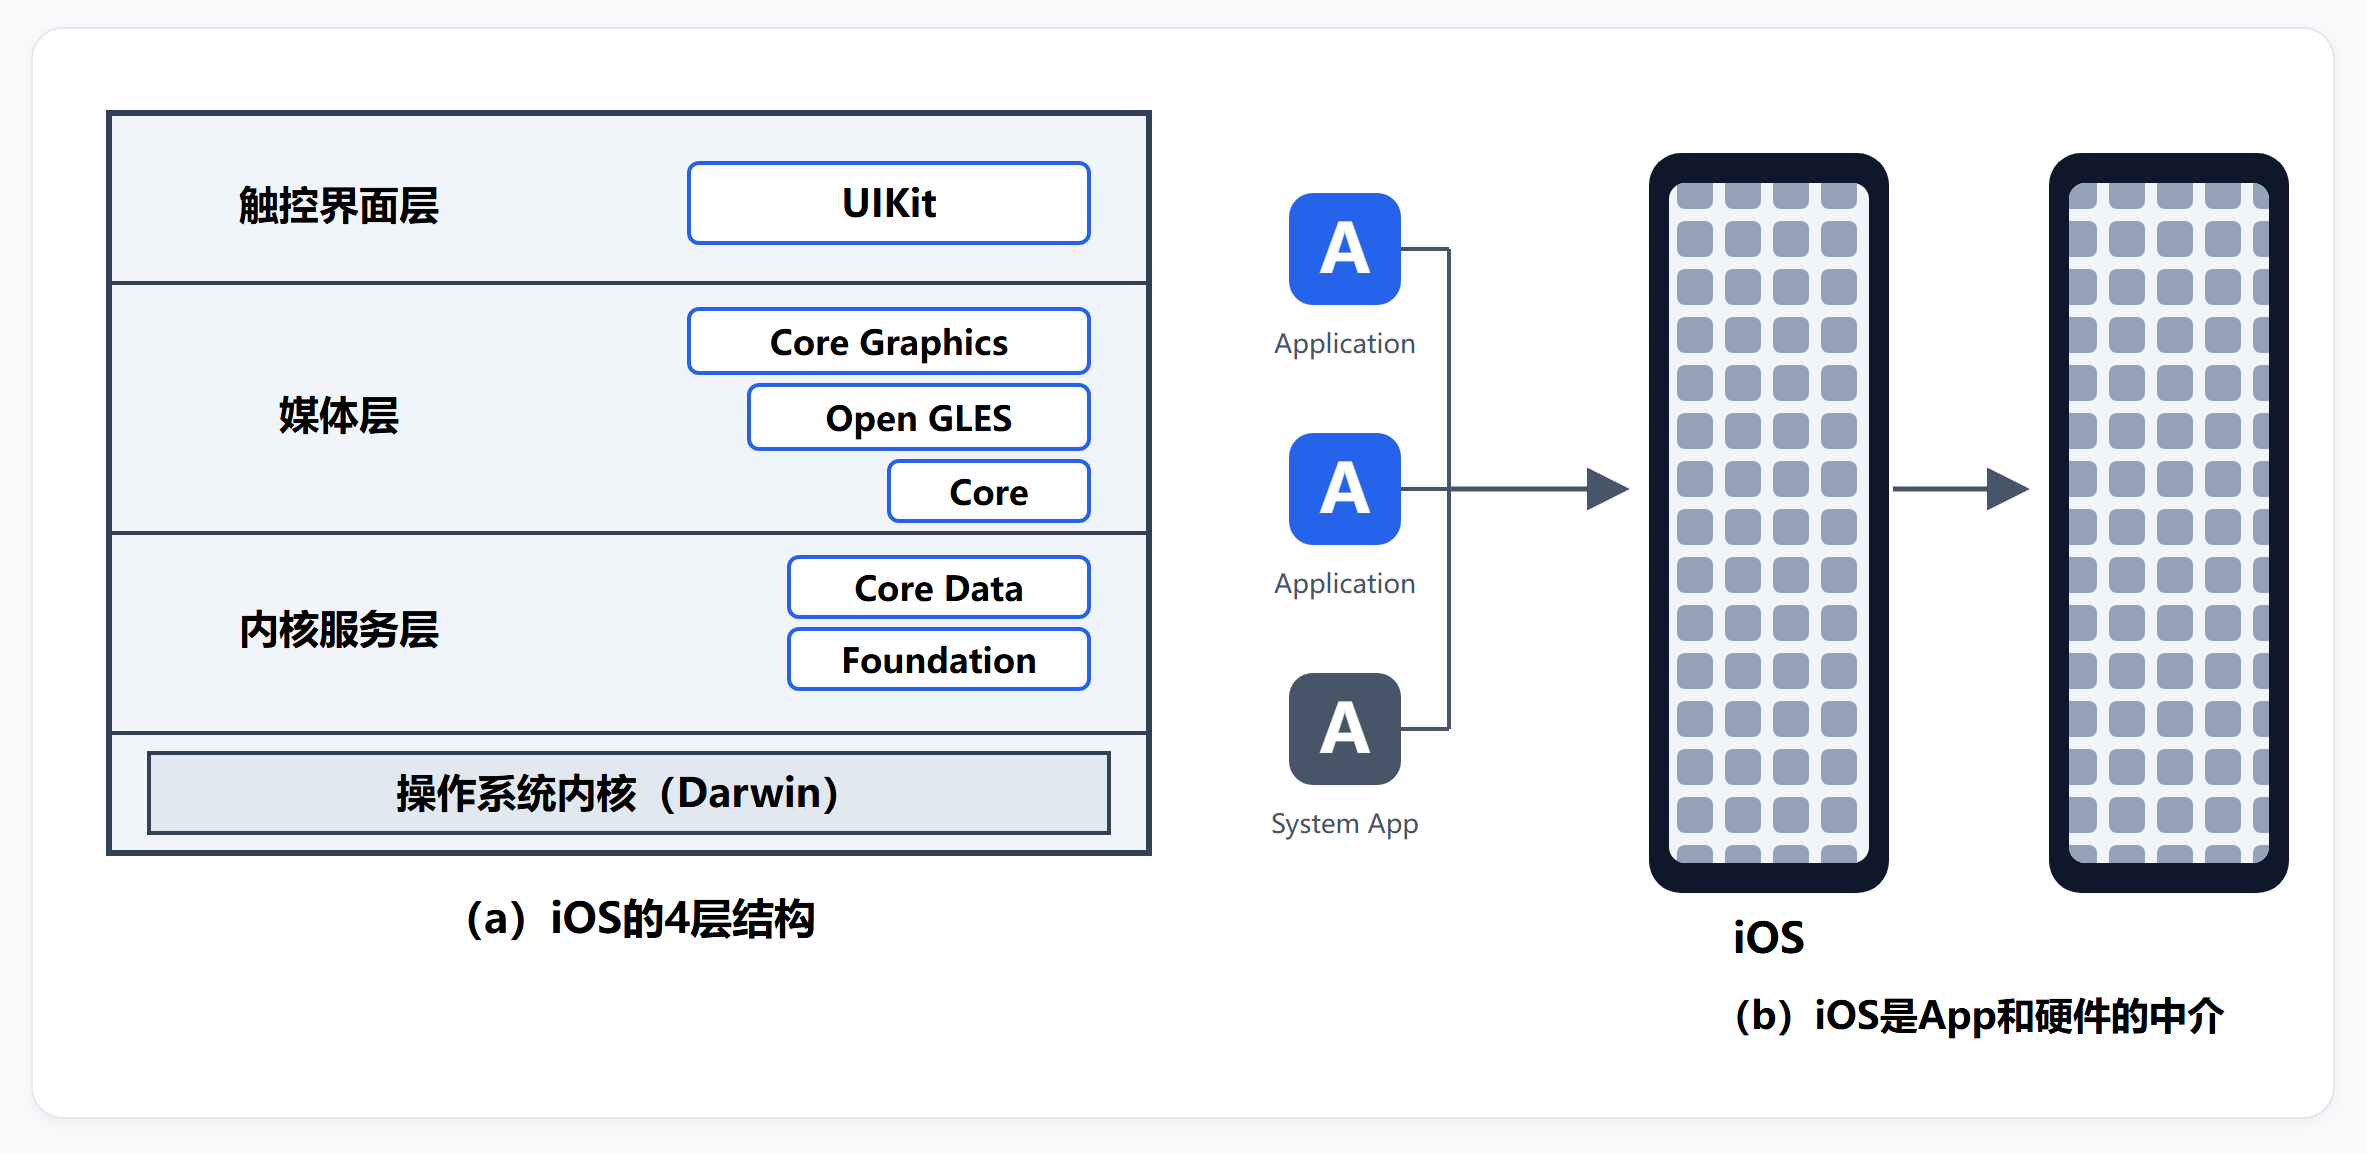 触控界面层
UIKit
媒体层
Core Graphics
Open GLES
Core
内核服务层
Core Data
Foundation
操作系统内核（Darwin）
（a）iOS的4层结构
A
Application
A
Application
A
System App
iOS
（b）iOS是App和硬件的中介